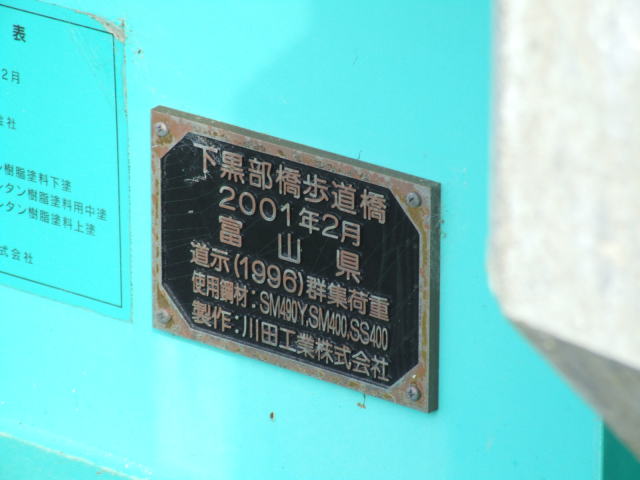 表
2月
会社
ン樹脂塗料下塗
ンタン樹脂塗料用中塗
ンタン樹脂塗料上塗
式会社
下黒部橋歩道橋
2001年2月
富山県
道示(1996)群集荷重
使用鋼材:SM490Y,SM400,SS400
製作:川田工業株式会社